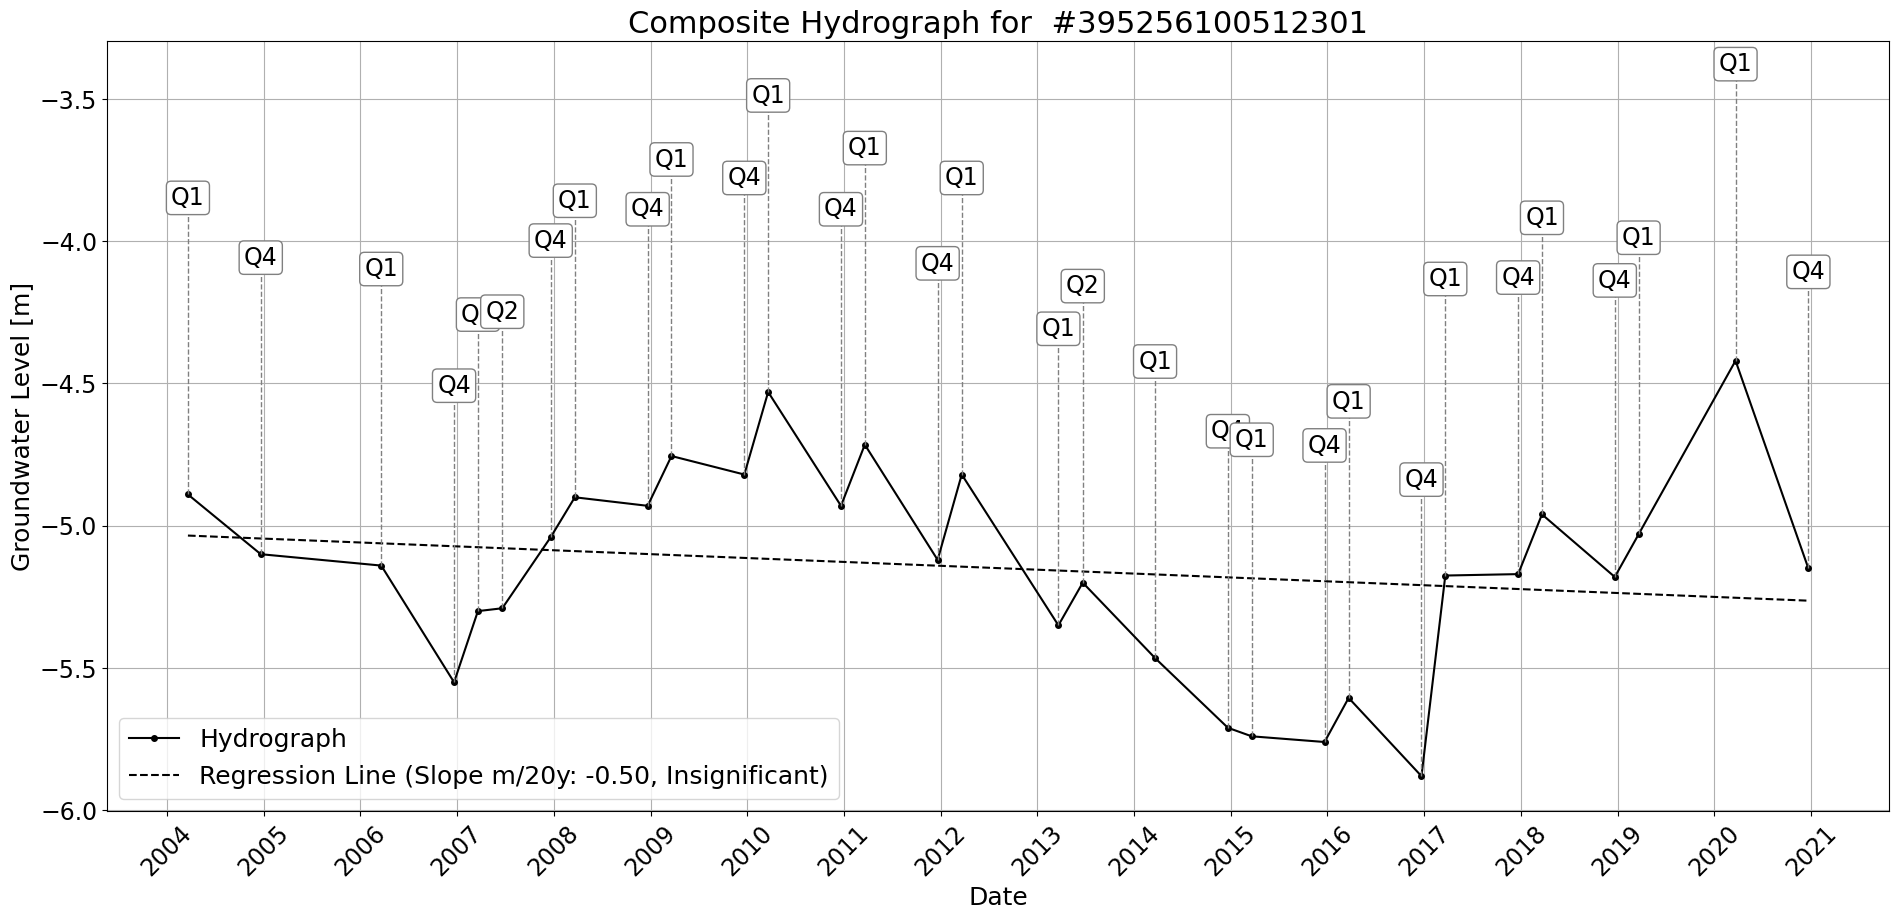 Composite Hydrograph for #395256100512301
Groundwater Level [m]
−3.5
−4.0
−4.5
−5.0
−5.5
−6.0
Q1
Q4
Q1
Q4
Q
Q2
Q4
Q1
Q4
Q1
Q4
Q1
Q4
Q1
Q4
Q1
Q1
Q2
Q1
Q4
Q1
Q4
Q1
Q4
Q1
Q4
Q1
Q4
Q1
Q1
Q4
Hydrograph
Regression Line (Slope m/20y: -0.50, Insignificant)
2004
2005
2006
2007
2008
2009
2010
2011
2012
2013
2014
2015
2016
2017
2018
2019
2020
2021
Date